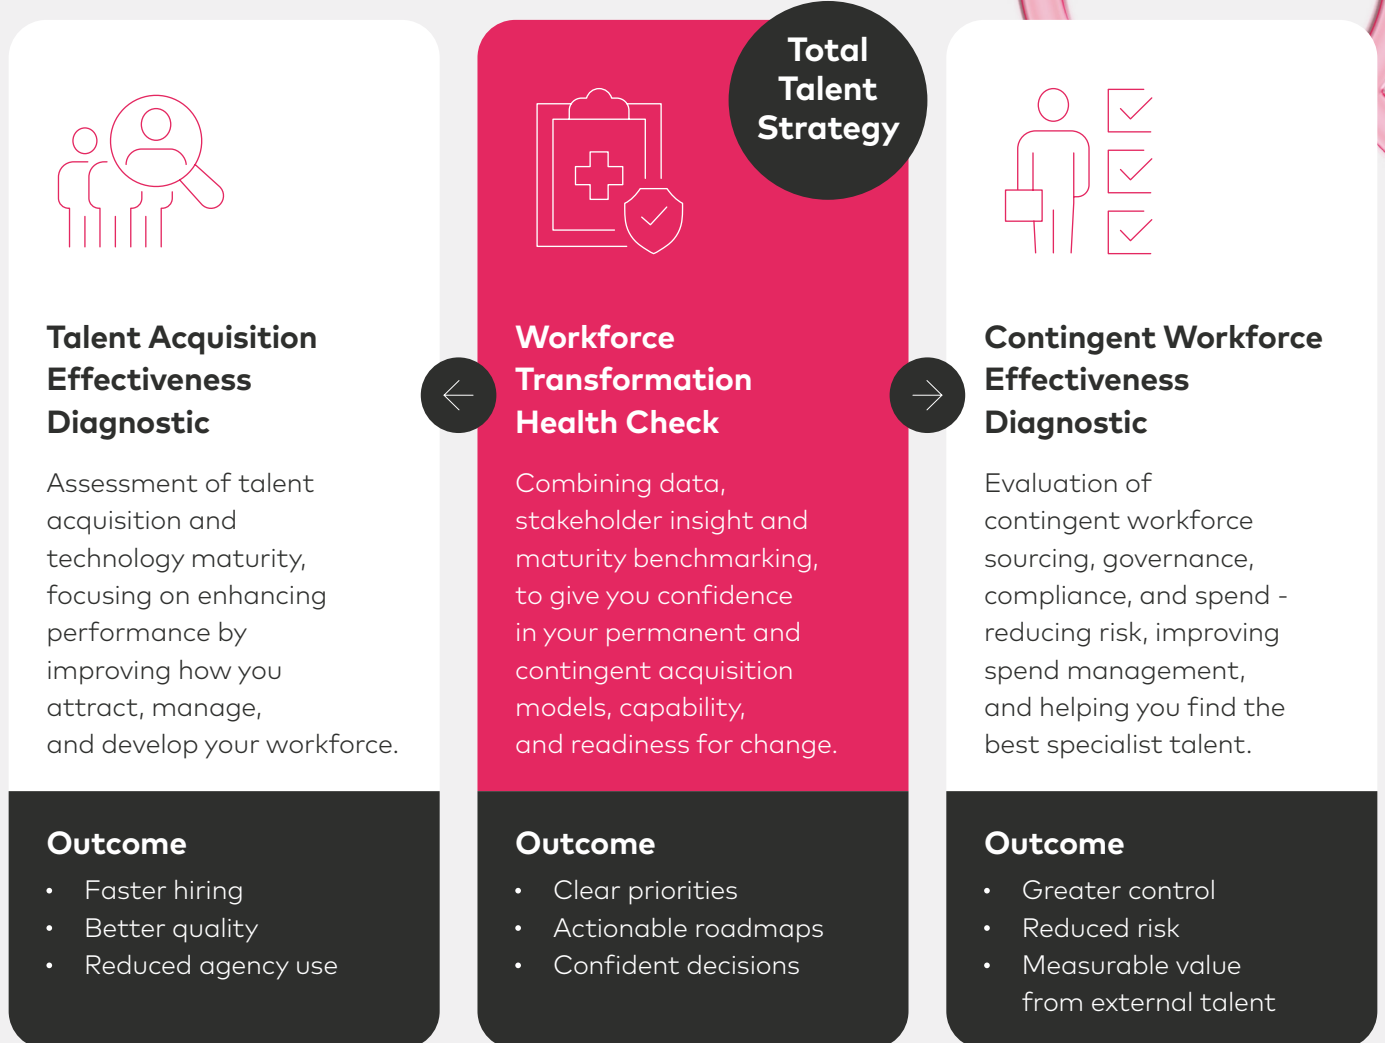 Total
Talent
Strategy
Talent Acquisition
Effectiveness
Diagnostic
Assessment of talent
acquisition and
technology maturity,
focusing on enhancing
performance by
improving how you
attract, manage,
and develop your workforce.
Outcome
• Faster hiring
• Better quality
• Reduced agency use
Workforce
Transformation
Health Check
Combining data,
stakeholder insight and
maturity benchmarking,
to give you confidence
in your permanent and
contingent acquisition
models, capability,
and readiness for change.
Outcome
• Clear priorities
• Actionable roadmaps
• Confident decisions
Contingent Workforce
Effectiveness
Diagnostic
Evaluation of
contingent workforce
sourcing, governance,
compliance, and spend -
reducing risk, improving
spend management,
and helping you find the
best specialist talent.
Outcome
• Greater control
• Reduced risk
• Measurable value
from external talent